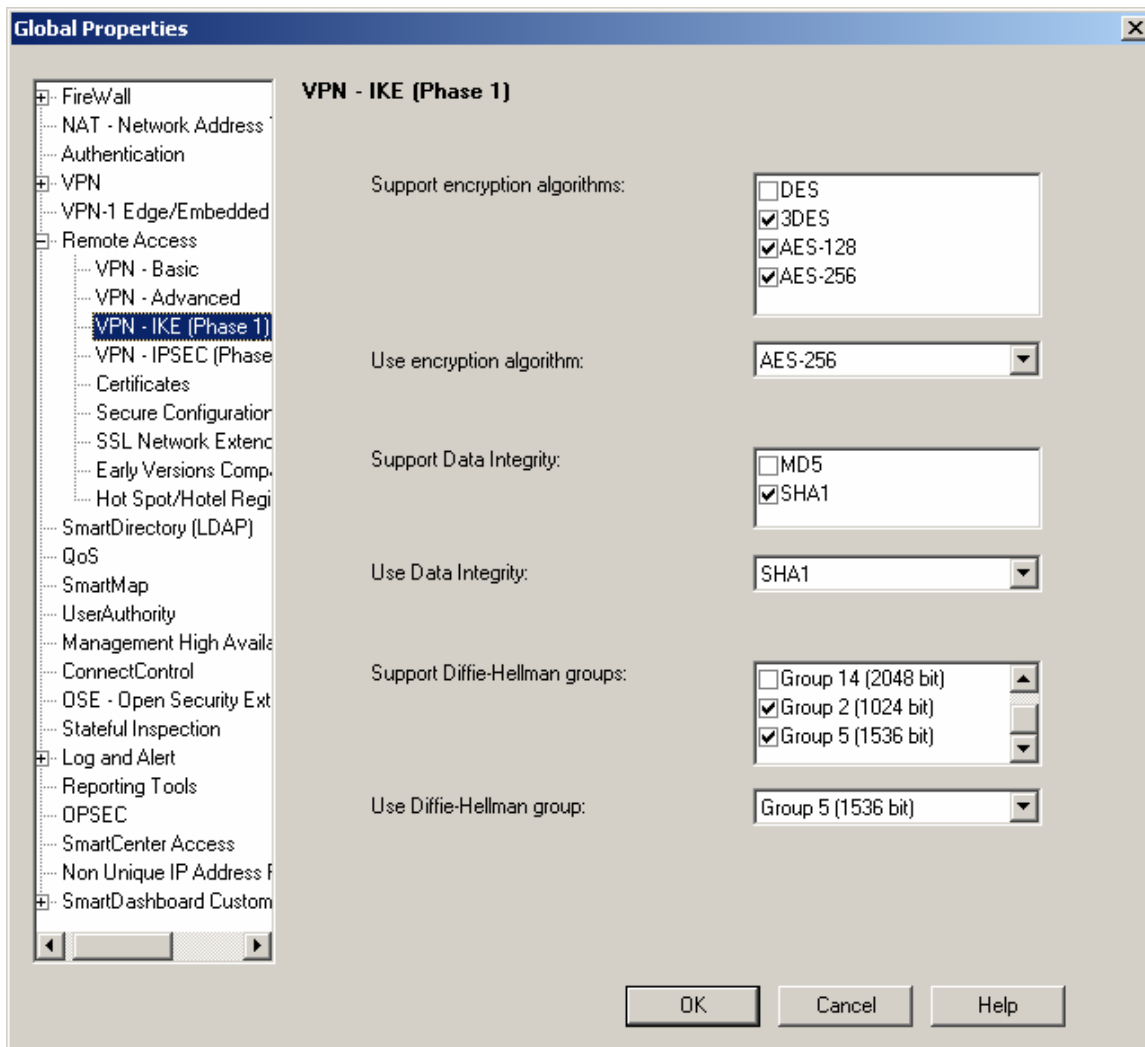 Global Properties
FireWall
NAT - Network Address
Authentication
VPN
VPN-1 Edge/Embedded
Remote Access
VPN - Basic
VPN - Advanced
VPN - IKE (Phase 1)
VPN - IPSEC (Phase
Certificates
Secure Configuration
SSL Network Extenc
Early Versions Comp
Hot Spot/Hotel Regi
SmartDirectory (LDAP)
QoS
SmartMap
UserAuthority
Management High Availa
ConnectControl
OSE - Open Security Ext
Stateful Inspection
Log and Alert
Reporting Tools
OPSEC
SmartCenter Access
Non Unique IP Address
SmartDashboard Custom
VPN - IKE (Phase 1)
Support encryption algorithms:
DES
3DES
AES-128
AES-256
Use encryption algorithm:
AES-256
Support Data Integrity:
MD5
SHA1
Use Data Integrity:
SHA1
Support Diffie-Hellman groups:
Group 14 (2048 bit)
Group 2 (1024 bit)
Group 5 (1536 bit)
Use Diffie-Hellman group:
Group 5 (1536 bit)
OK
Cancel
Help